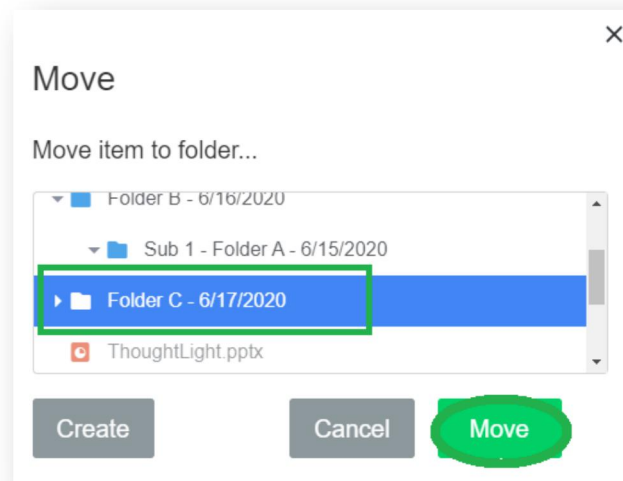 Move
Move item to folder...
Folder B - 6/16/2020
Sub 1 - Folder A - 6/15/2020
Folder C - 6/17/2020
ThoughtLight.pptx
Create Cancel Move